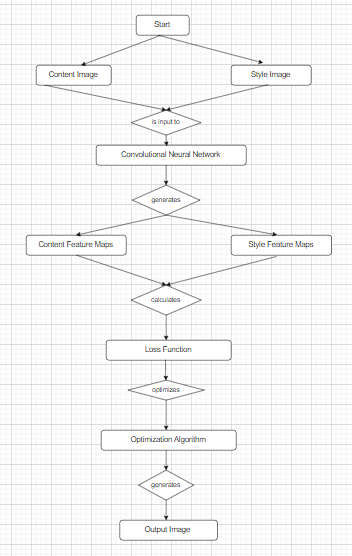 Start
Content Image
Style Image
is input to
Convolutional Neural Network
generates
Content Feature Maps
Style Feature Maps
calculates
Loss Function
optimizes
Optimization Algorithm
generates
Output Image